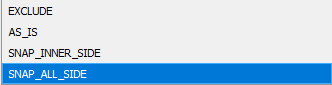 EXCLUDE
AS_IS
SNAP_INNER_SIDE
SNAP_ALL_SIDE